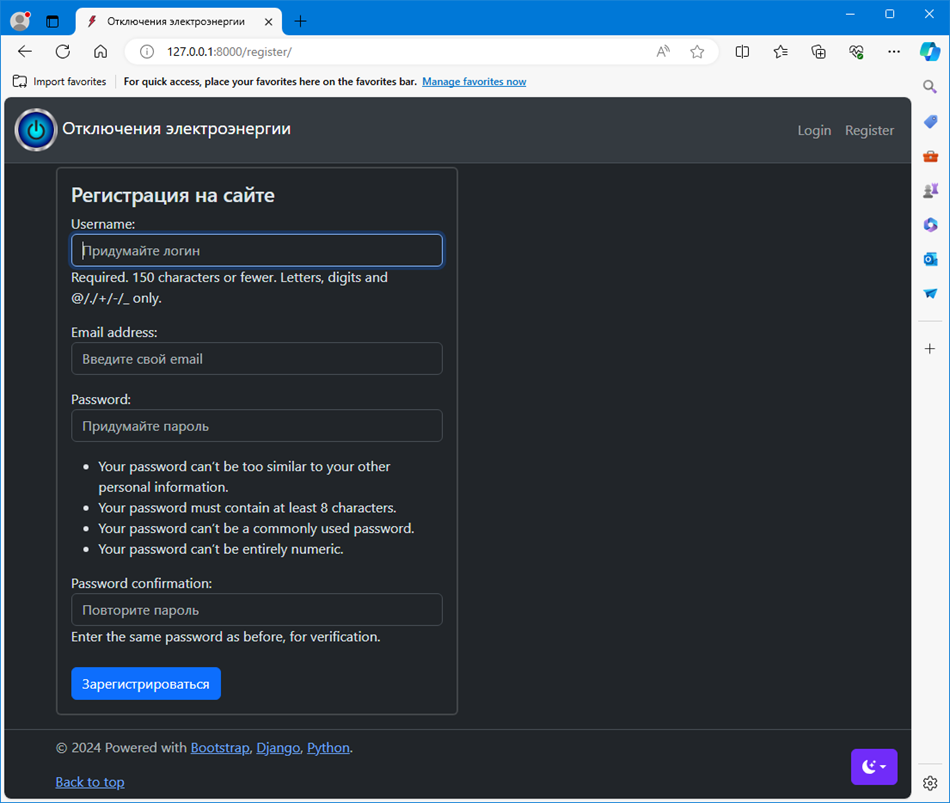 Отключения электроэнергии
127.0.0.1:8000/register/
Import favorites
For quick access, place your favorites here on the favorites bar. Manage favorites now
Отключения электроэнергии
Login Register
Регистрация на сайте
Username:
Придумайте логин
Required. 150 characters or fewer. Letters, digits and
@/./+/-/_ only.
Email address:
Введите свой email
Password:
Придумайте пароль
• Your password can't be too similar to your other
personal information.
• Your password must contain at least 8 characters.
• Your password can't be a commonly used password.
• Your password can't be entirely numeric.
Password confirmation:
Повторите пароль
Enter the same password as before, for verification.
Зарегистрироваться
© 2024 Powered with Bootstrap, Django, Python.
Back to top